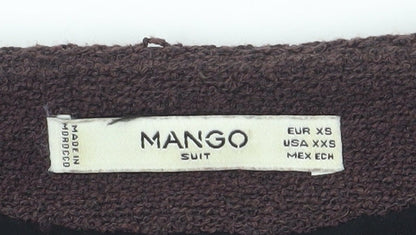 MADE IN
MOROCCO
MANGO
SUIT
EUR XS
USA XXS
MEX ECH